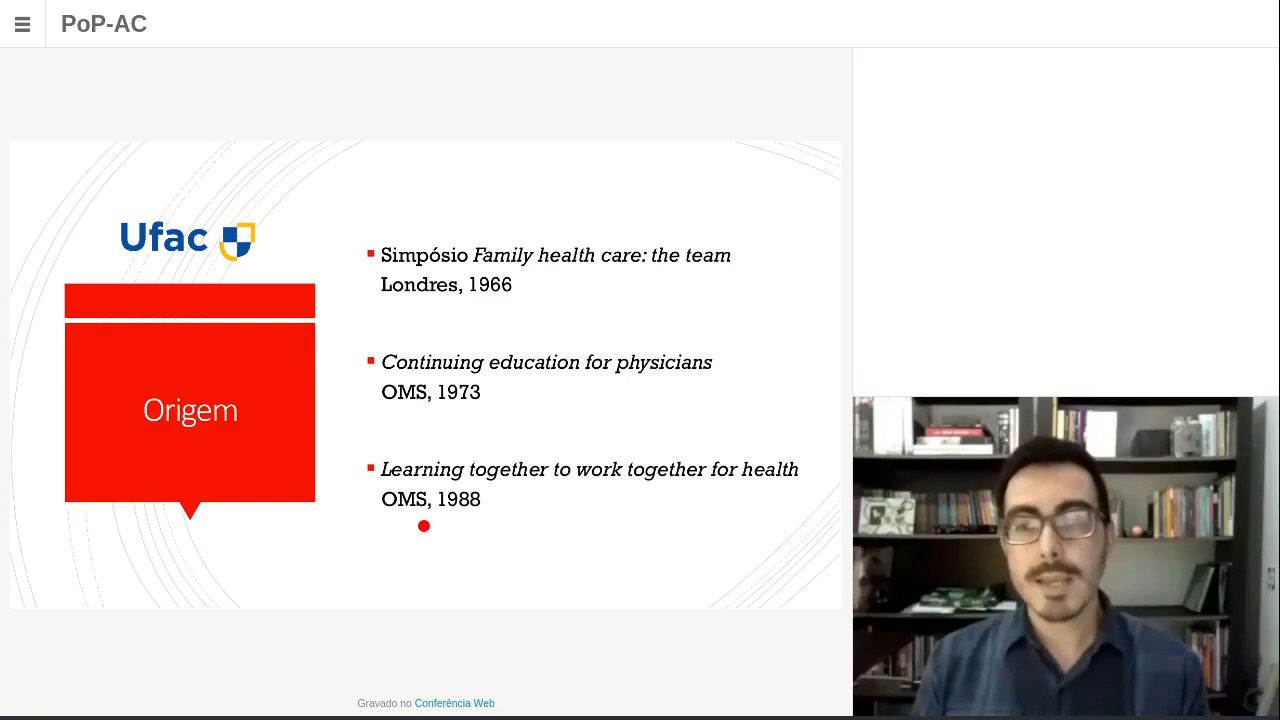 PoP-AC
Ufac
Origem
Simpósio Family health care: the team
Londres, 1966
Continuing education for physicians
OMS, 1973
Learning together to work together for health
OMS, 1988
Gravado no Conferência Web